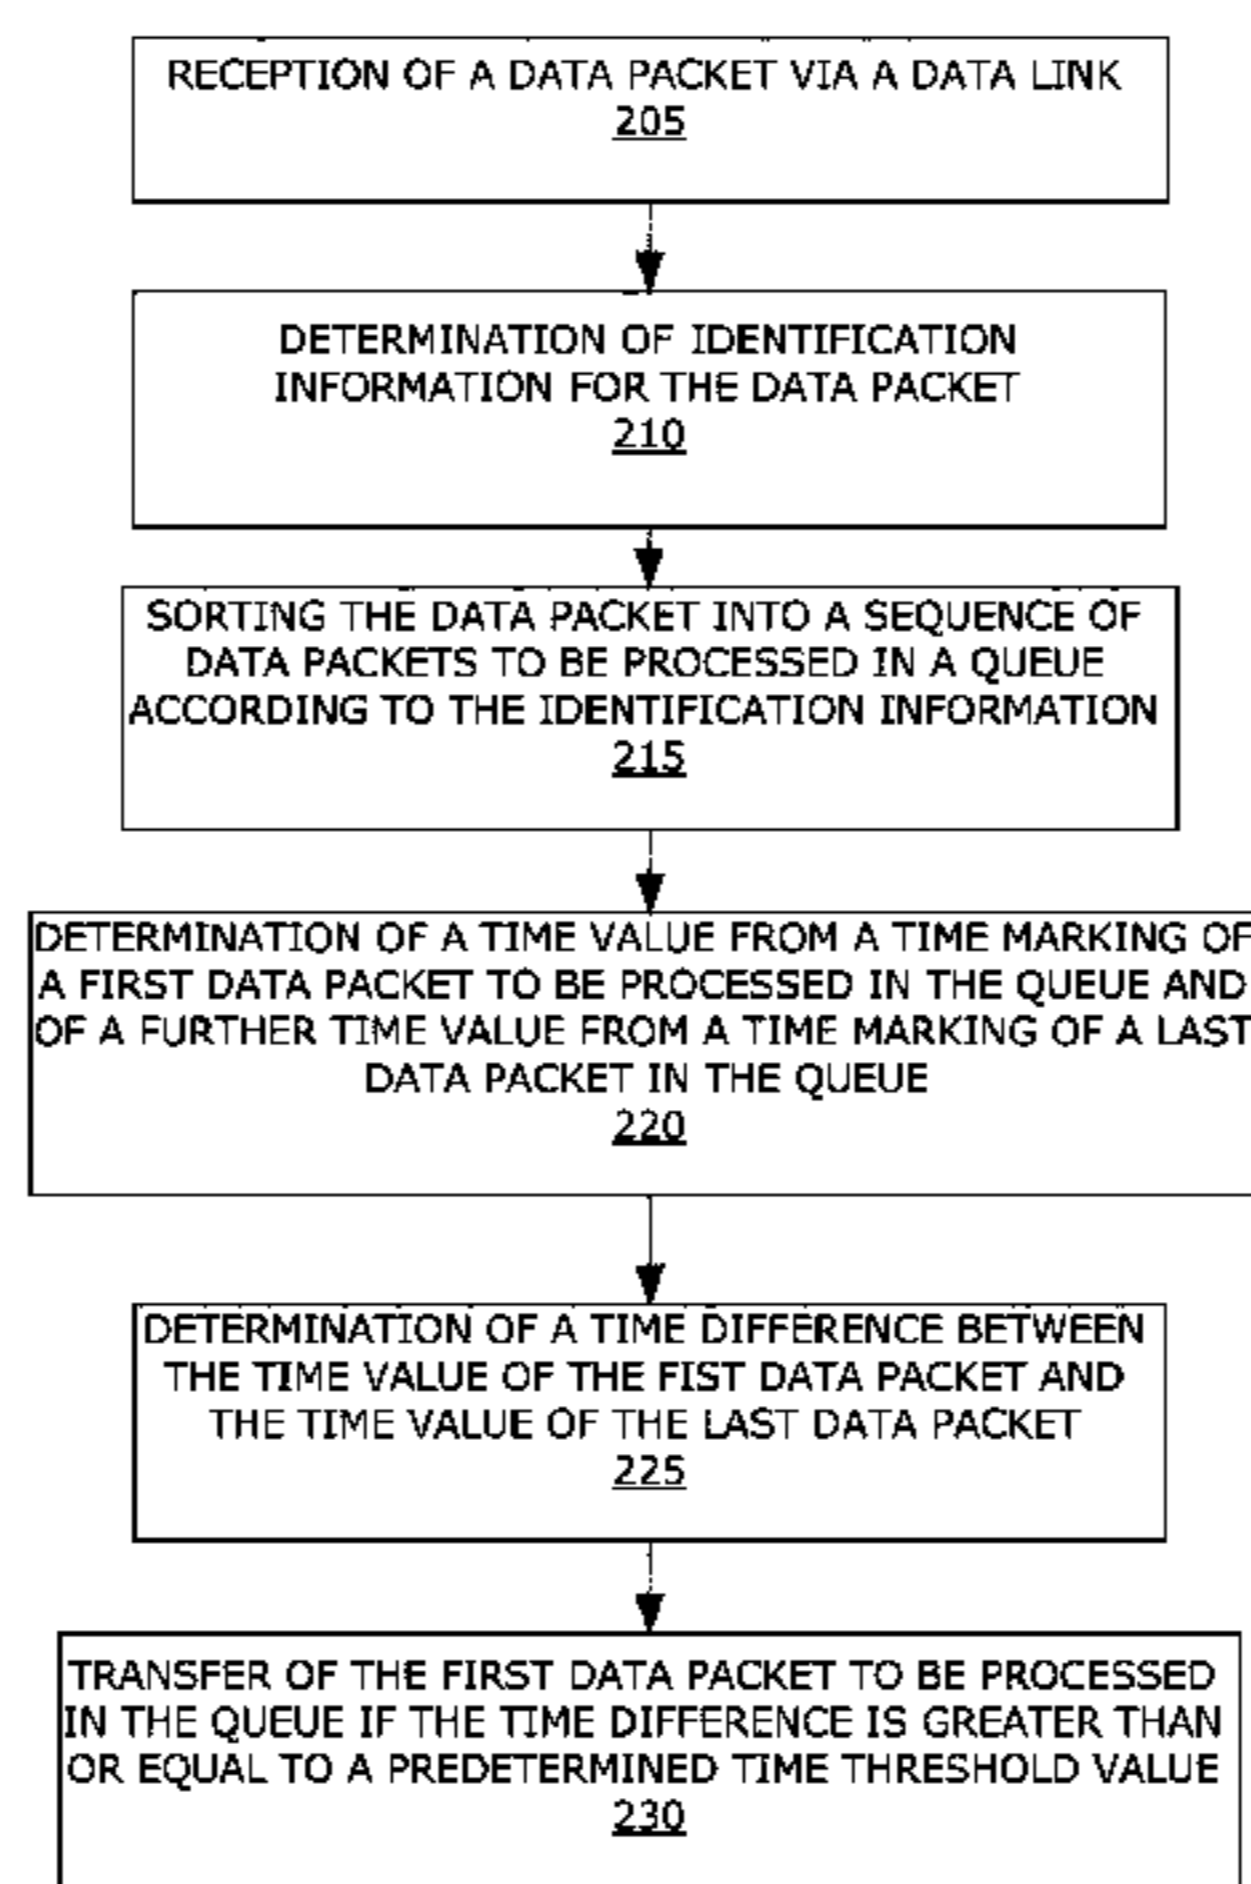 RECEPTION OF A DATA PACKET VIA A DATA LINK
205
DETERMINATION OF IDENTIFICATION
INFORMATION FOR THE DATA PACKET
210
SORTING THE DATA PACKET INTO A SEQUENCE OF
DATA PACKETS TO BE PROCESSED IN A QUEUE
ACCORDING TO THE IDENTIFICATION INFORMATION
215
DETERMINATION OF A TIME VALUE FROM A TIME MARKING OF
A FIRST DATA PACKET TO BE PROCESSED IN THE QUEUE AND
OF A FURTHER TIME VALUE FROM A TIME MARKING OF A LAST
DATA PACKET IN THE QUEUE
220
DETERMINATION OF A TIME DIFFERENCE BETWEEN
THE TIME VALUE OF THE FIST DATA PACKET AND
THE TIME VALUE OF THE LAST DATA PACKET
225
TRANSFER OF THE FIRST DATA PACKET TO BE PROCESSED
IN THE QUEUE IF THE TIME DIFFERENCE IS GREATER THAN
OR EQUAL TO A PREDETERMINED TIME THRESHOLD VALUE
230